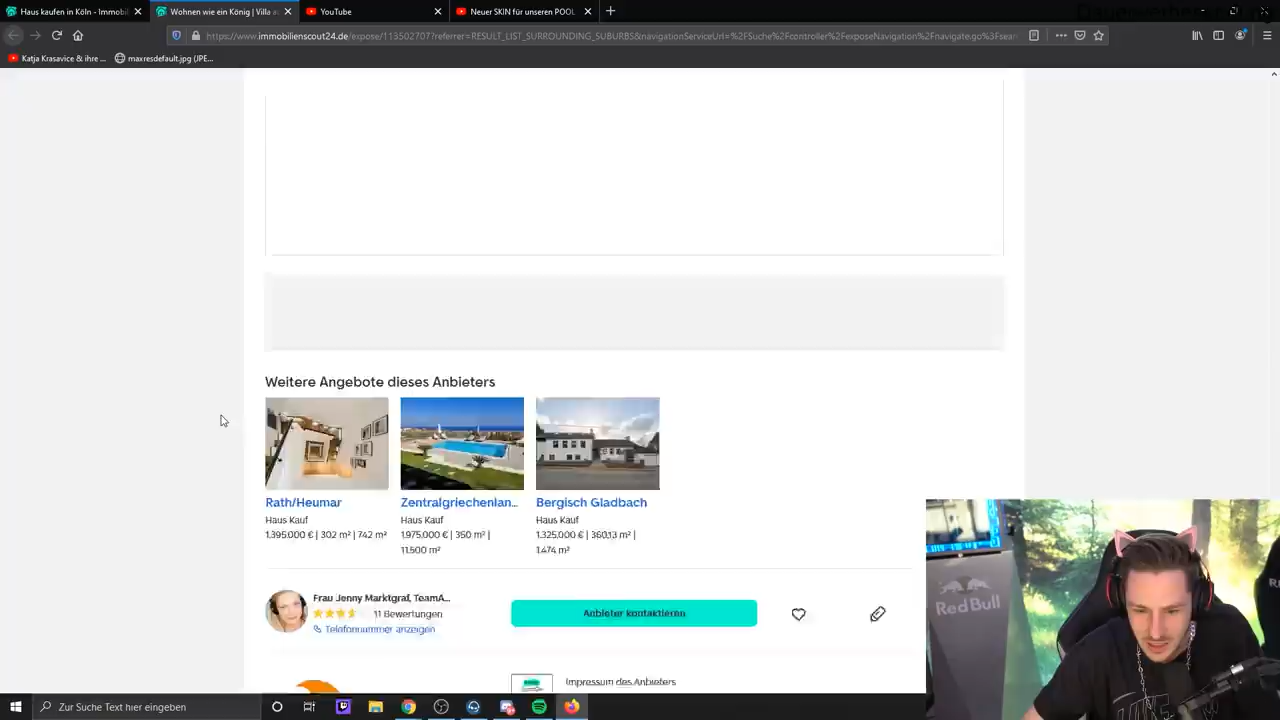 Haus kaufen in Köln - Immobil
Wohnen wie ein König | Villa a
YouTube
Neuer SKIN für unseren POOL
https://www.immobilienscout24.de/expose/113502707?referrer=RESULT_LIST_SURROUNDING_SUBURBS&navigationServiceUrl=%2FSuche%2Fcontroller%2FexposeNavigation%2Fnavigate.go%3Fsear
Katja Krasavice & ihre ...
maxresdefault.jpg (JPE...
Weitere Angebote dieses Anbieters
Rath/Heumar
Zentralgriechenlan...
Bergisch Gladbach
Haus Kauf
Haus Kauf
Haus Kauf
1.395.000 € | 302 m² | 742 m²
1.975.000 € | 350 m² |
11.500 m²
1.325.000 € | 360,13 m² |
1.474 m²
Frau Jenny Marktgraf, TeamA...
11 Bewertungen
Telefonnummer anzeigen
Anbieter kontaktieren
Impressum des Anbieters
Red Bull
Zur Suche Text hier eingeben